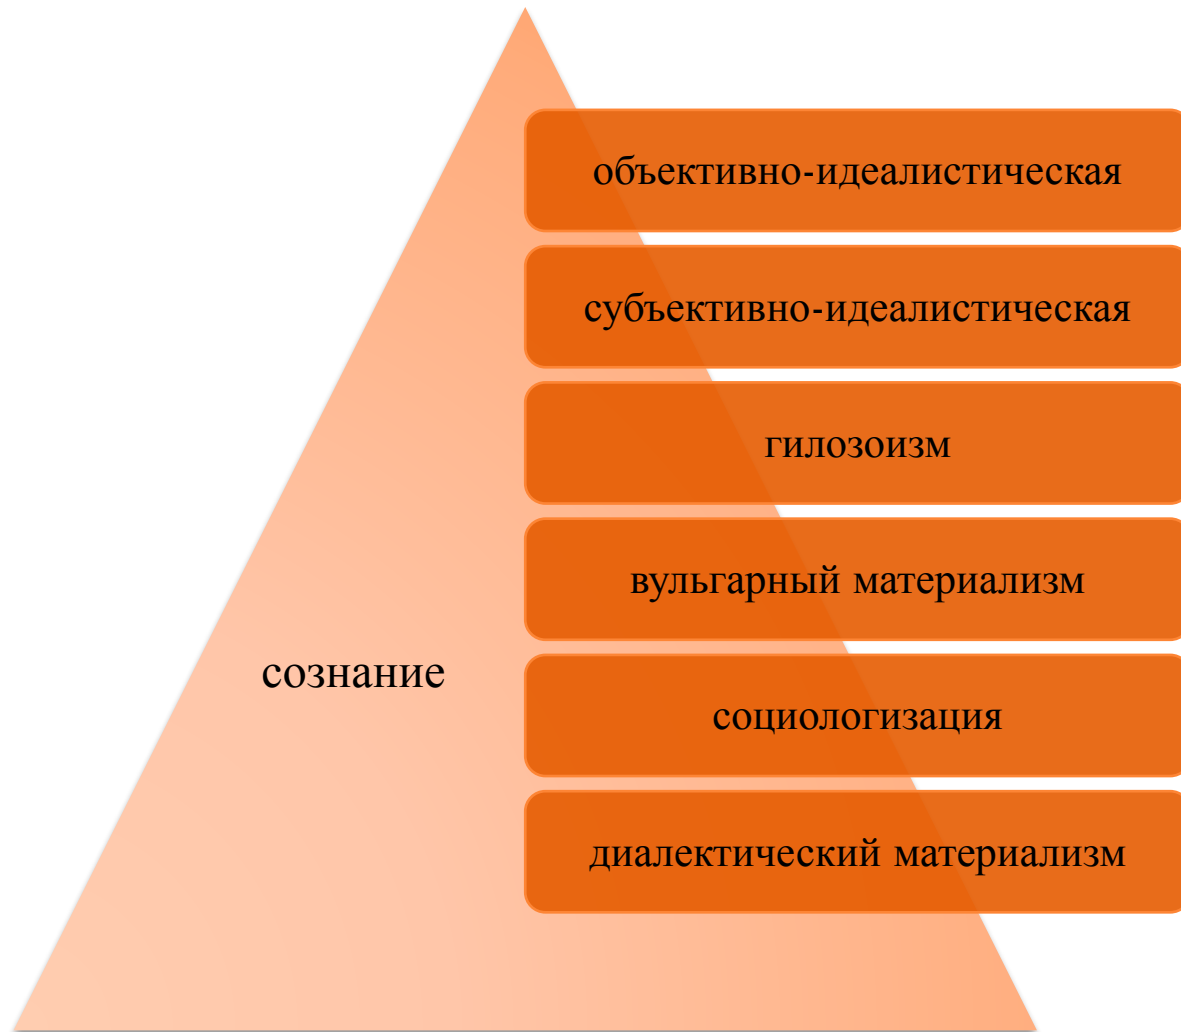 объективно-идеалистическая
субъективно-идеалистическая
гилозоизм
вульгарный материализм
сознание
социологизация
диалектический материализм